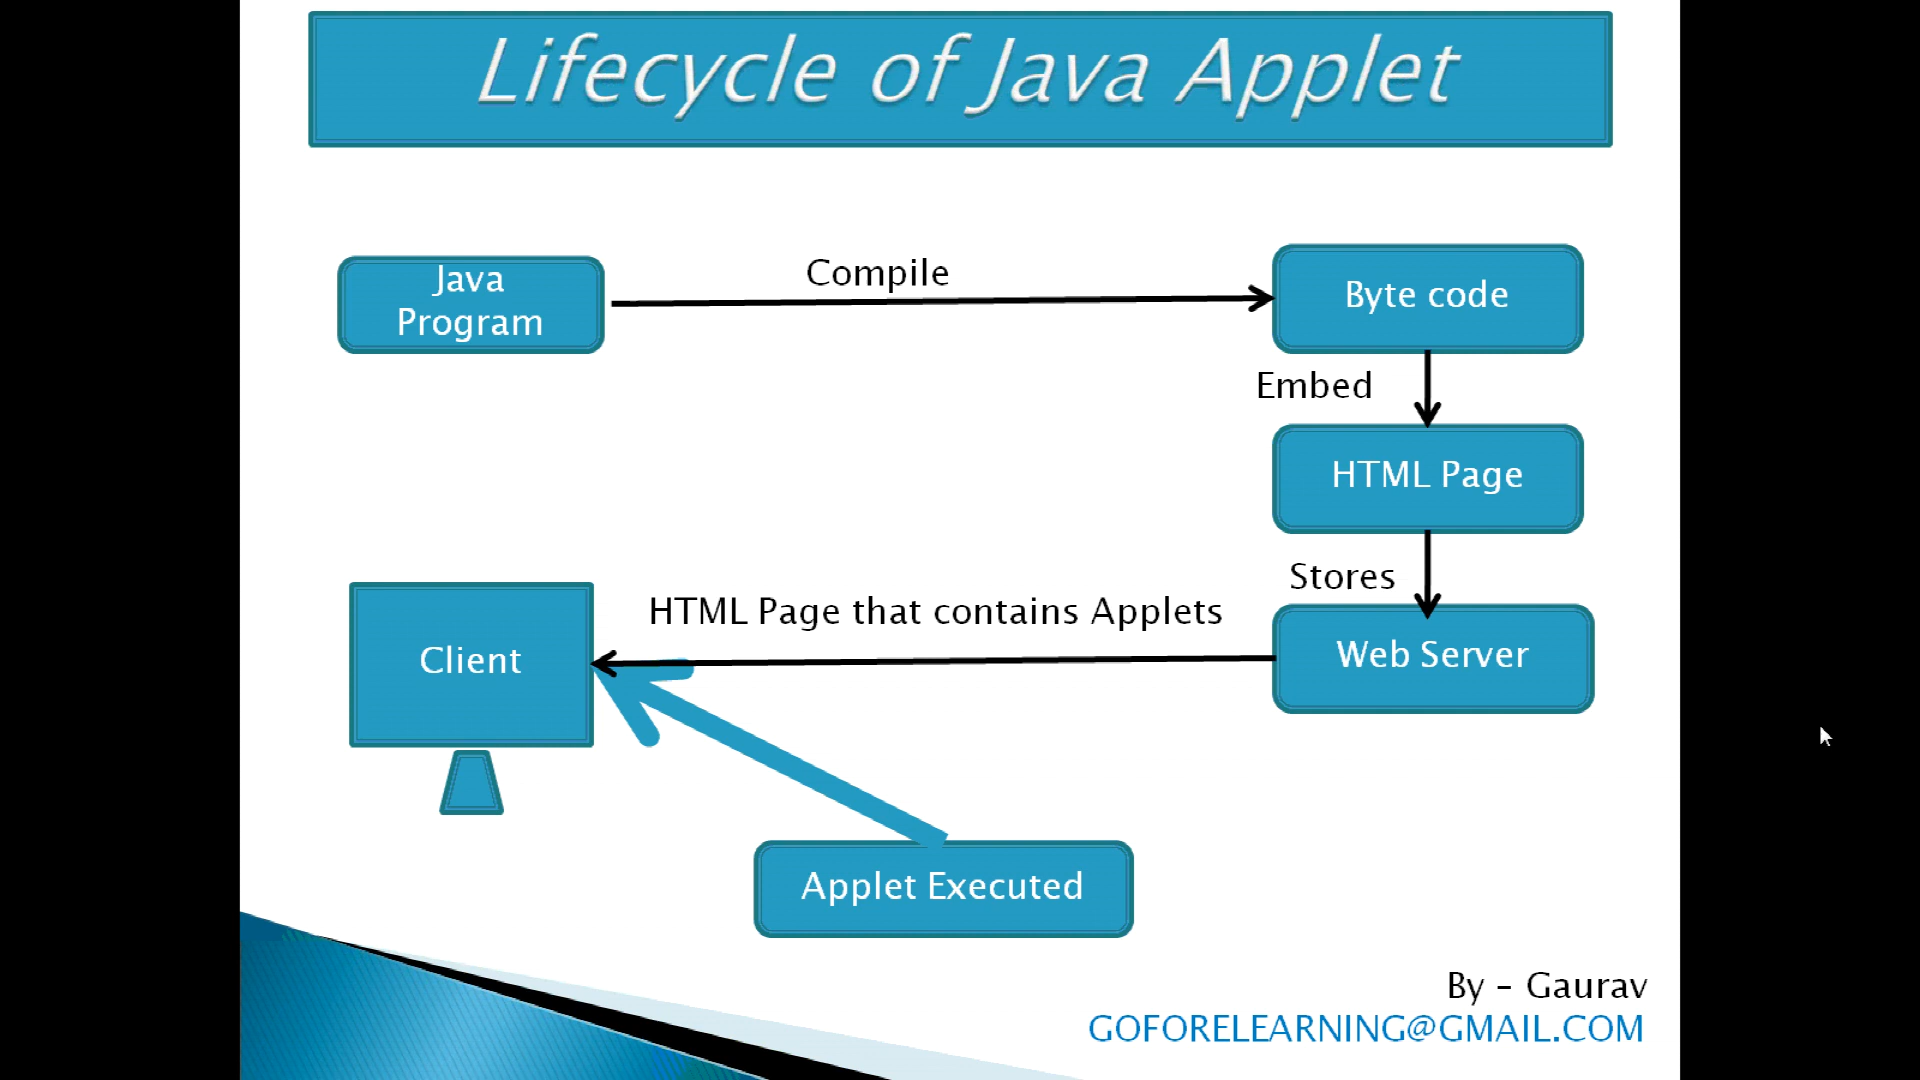 Lifecycle of Java Applet
Java
Program
Compile
Byte code
Embed
HTML Page
Stores
Web Server
HTML Page that contains Applets
Client
Applet Executed
By - Gaurav
GOFORELEARNING@GMAIL.COM